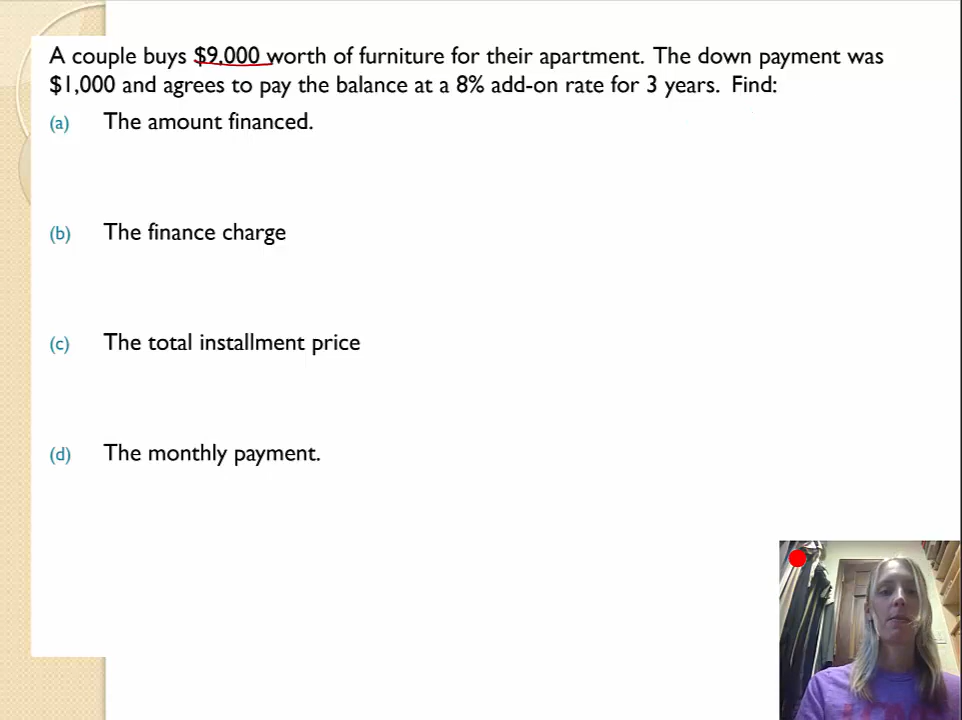 A couple buys $9,000 worth of furniture for their apartment. The down payment was
$1,000 and agrees to pay the balance at a 8% add-on rate for 3 years. Find:
(a) The amount financed.
(b) The finance charge
(c) The total installment price
(d) The monthly payment.